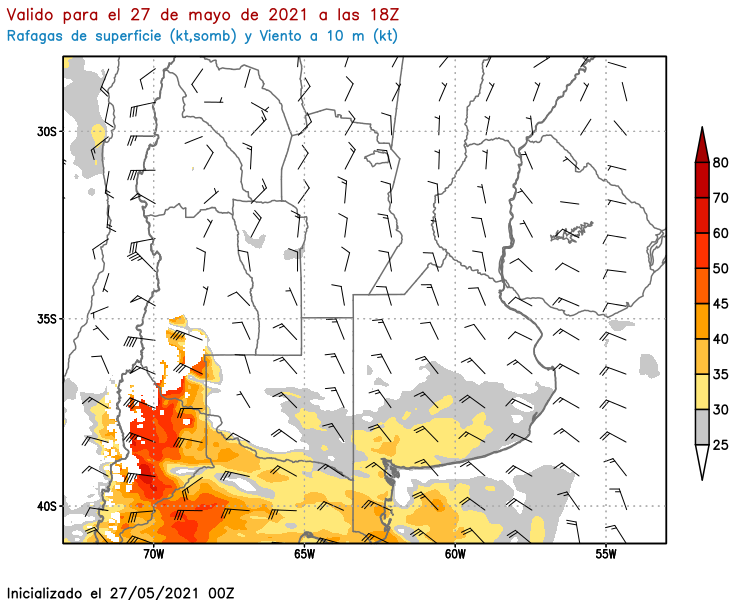 Valido para el 27 de mayo de 2021 a las 18Z
Rafagas de superficie (kt,somb) y Viento a 10 m (kt)
30S
35S
40S
70W
65W
60W
55W
80
70
60
50
45
40
35
30
25
Inicializado el 27/05/2021 00Z